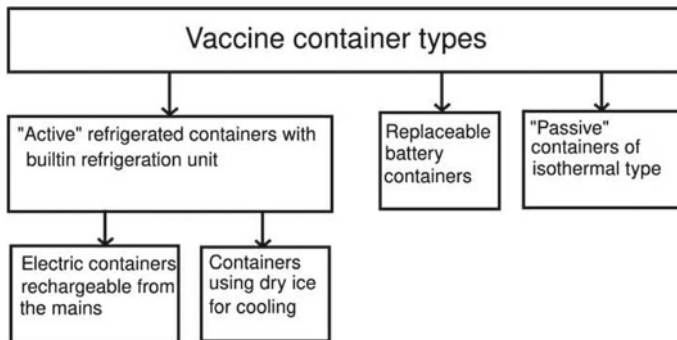 Vaccine container types
"Active" refrigerated containers with
builtin refrigeration unit
Replaceable
battery
containers
"Passive"
containers of
isothermal type
Electric containers
rechargeable from
the mains
Containers
using dry ice
for cooling